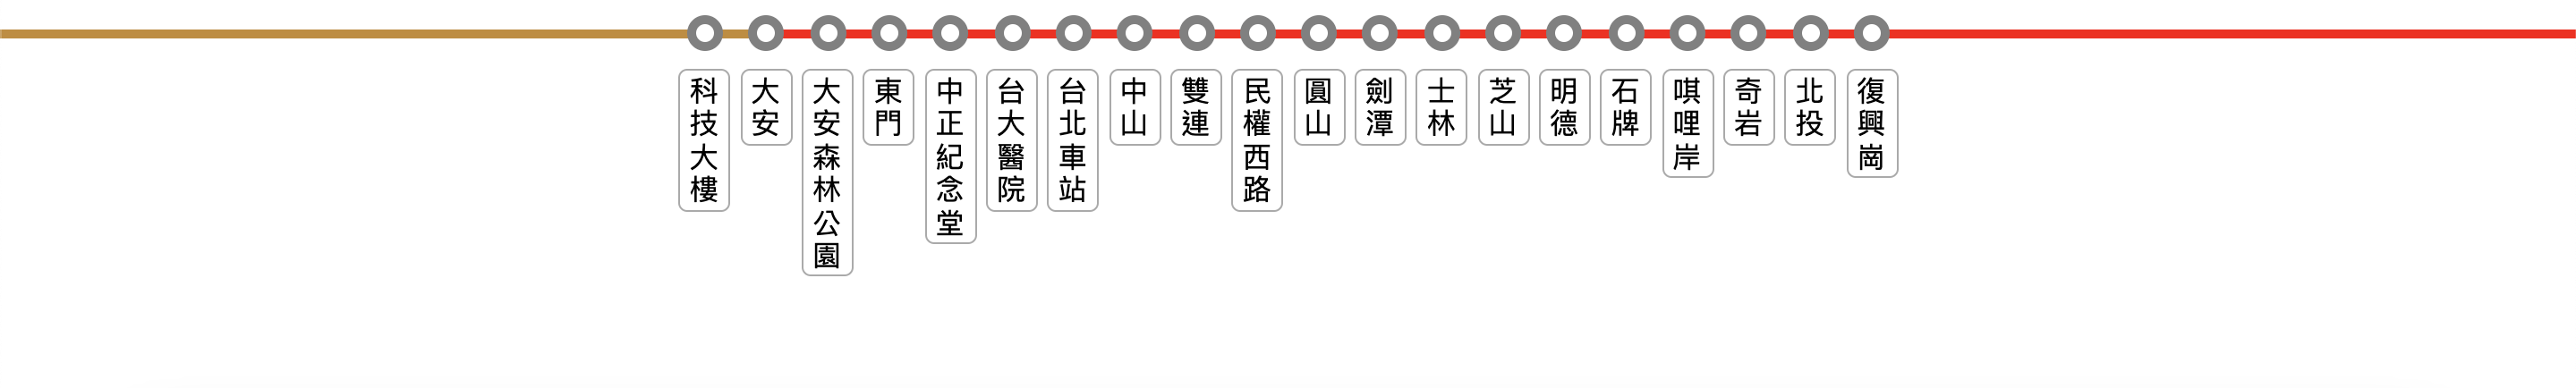 科技大樓
大安
大安森林公園
東門
中正紀念堂
台大醫院
台北車站
中山
雙連
民權西路
圓山
劍潭
士林
芝山
明德
石牌
唭哩岸
奇岩
北投
復興崗